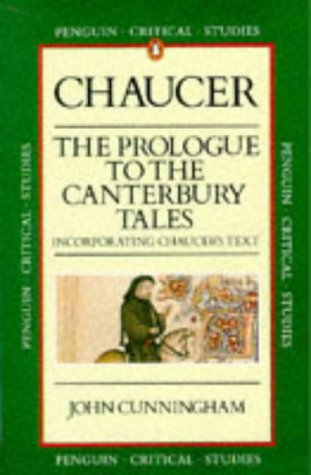 PENGUIN · CRITICAL · STUDIES
CHAUCER
THE PROLOGUE
TO THE
CANTERBURY
TALES
INCORPORATING CHAUCER'S TEXT
JOHN CUNNINGHAM
PENGUIN · CRITICAL · STUDIES
PENGUIN CRITICAL STUDIES
PENGUIN · CRITICAL · STUDIES